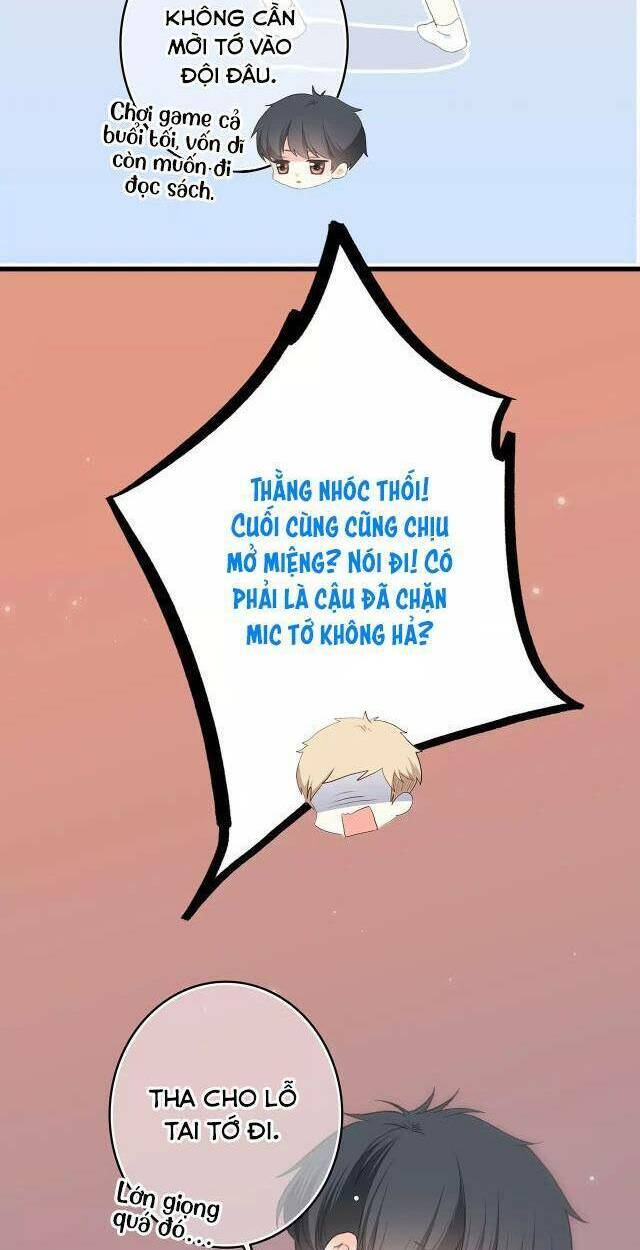 KHÔNG CẦN
MỜI TỚ VÀO
ĐỘI ĐÂU.
Chơi game cả
buổi tối, vốn dĩ
còn muốn đi
đọc sách.
THẰNG NHÓC THỐI!
CUỐI CÙNG CŨNG CHỊU
MỞ MIỆNG? NÓI ĐI! CÓ
PHẢI LÀ CẬU ĐÃ CHẶN
MIC TỚ KHÔNG HẢ?
THA CHO LỖ
TAI TỚ ĐI.
Lớn giọng
quá đó...